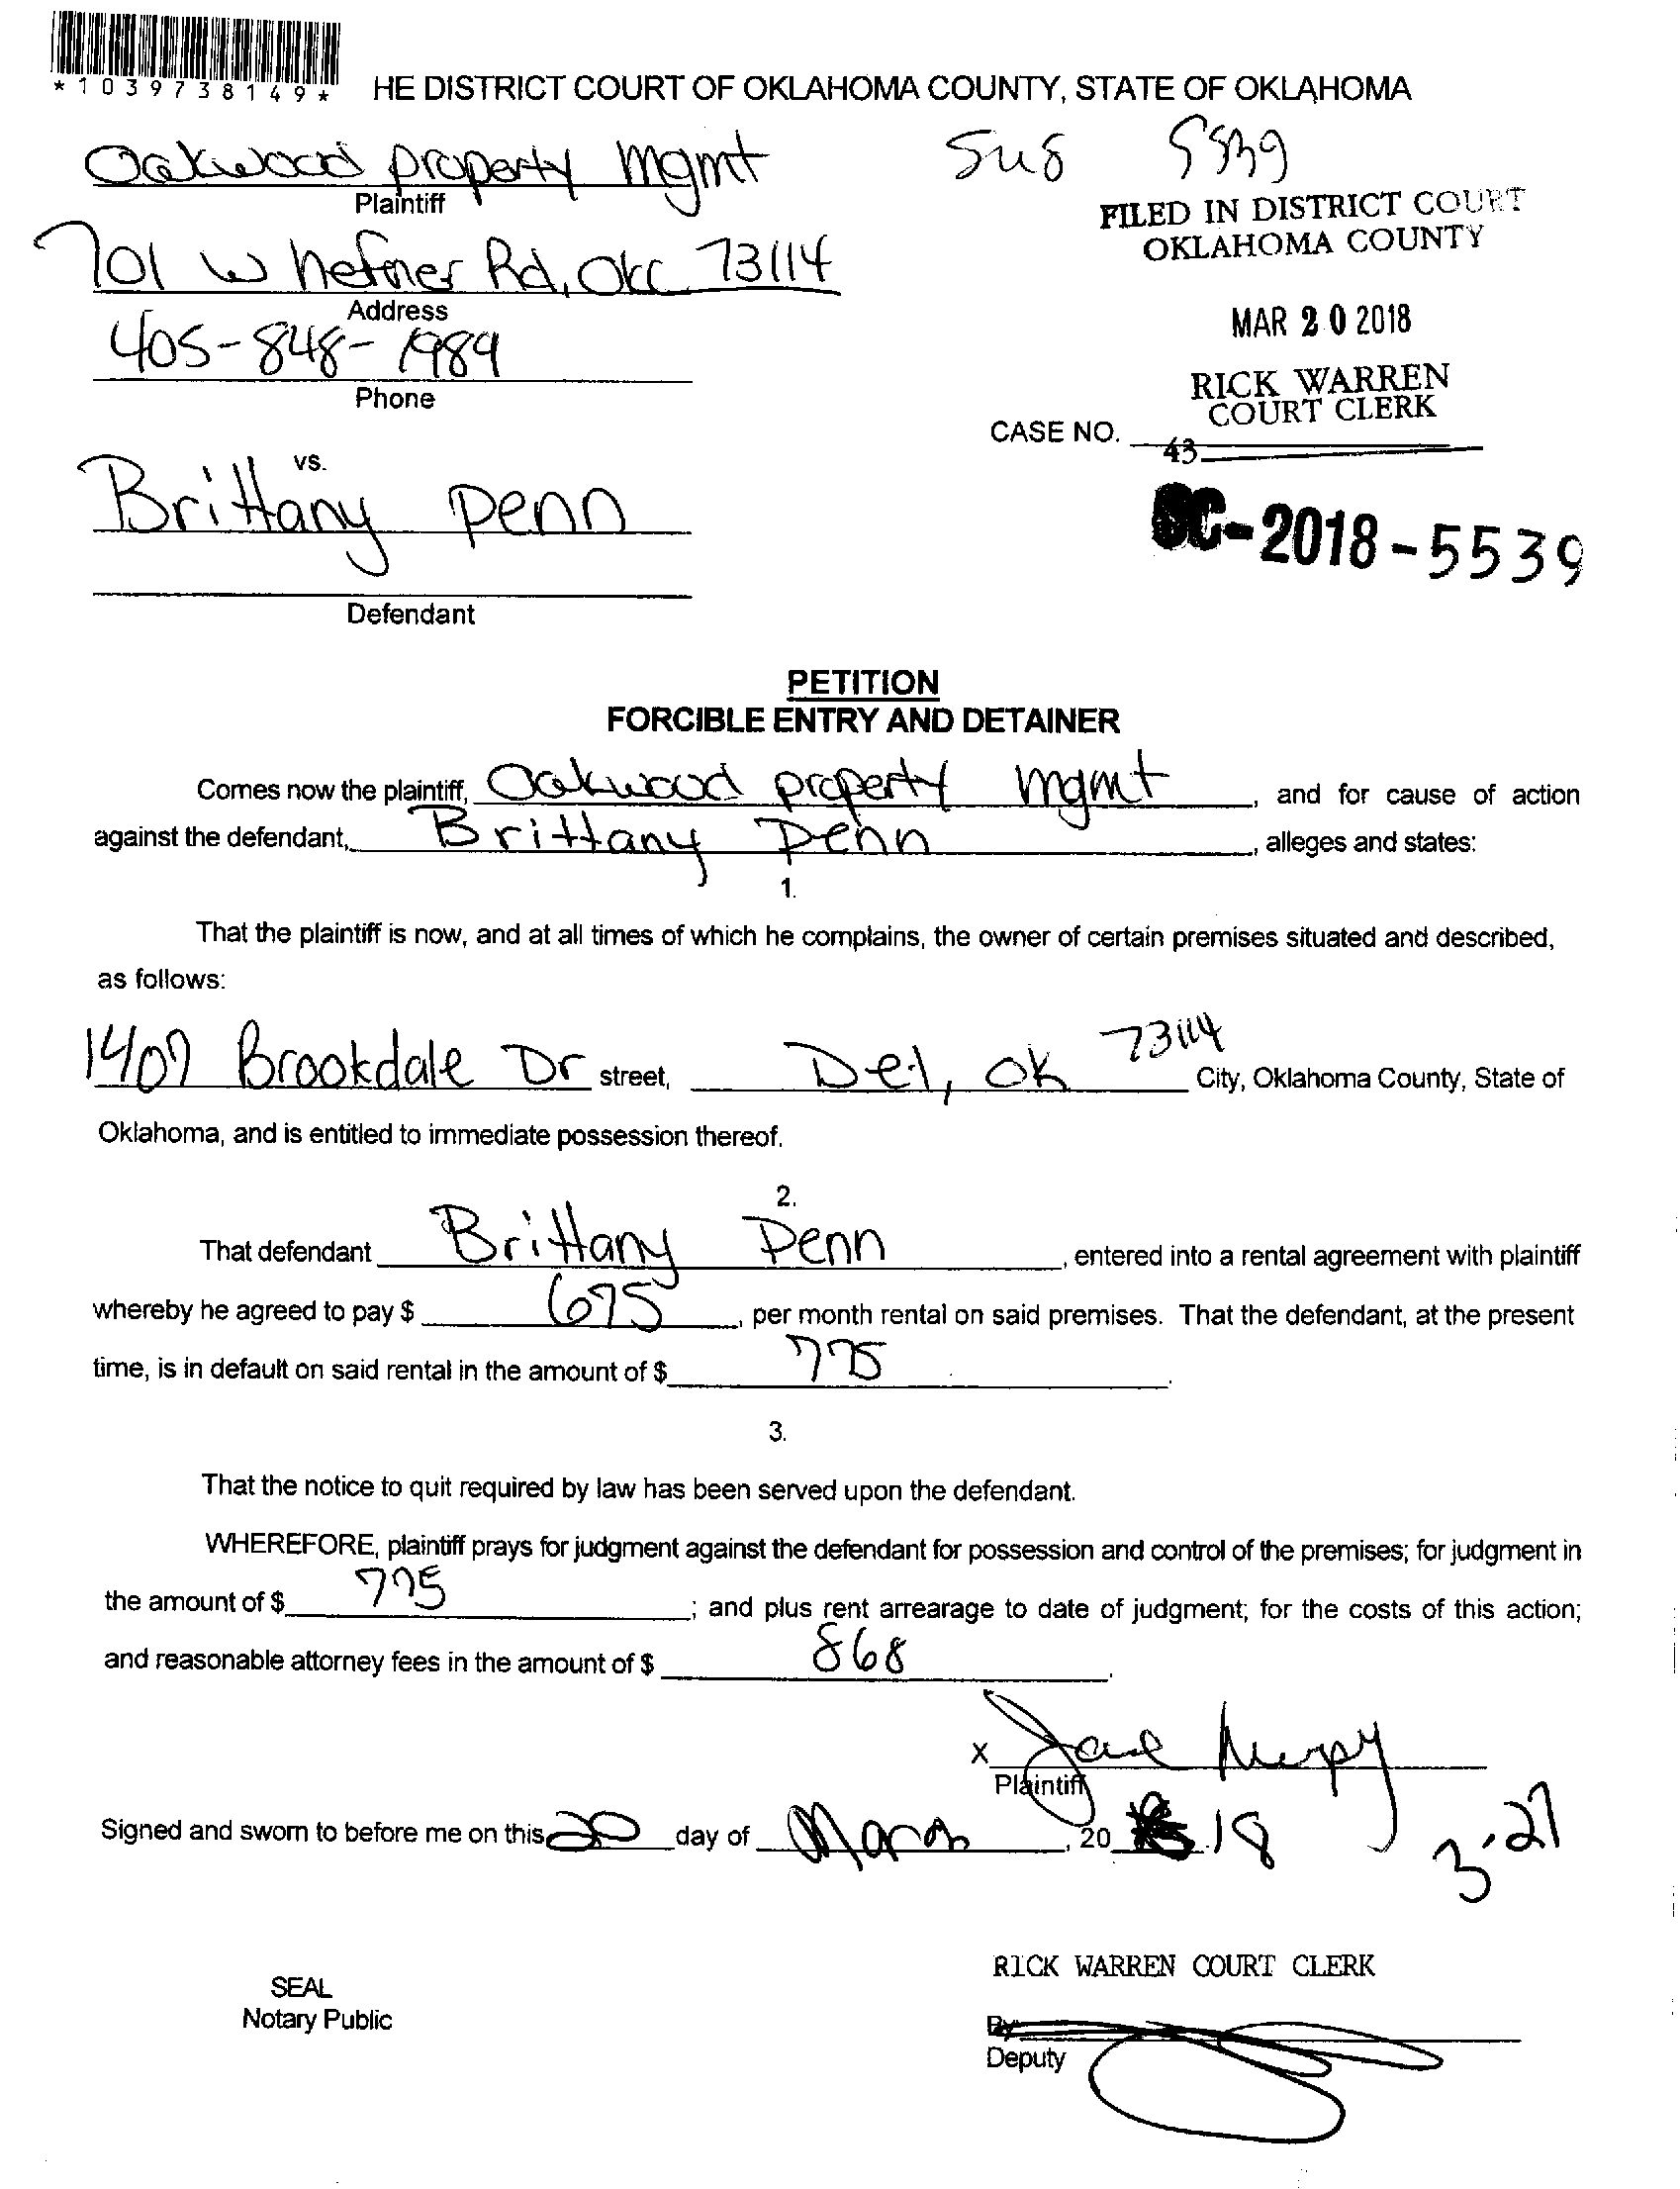 *1039738149*
HE DISTRICT COURT OF OKLAHOMA COUNTY, STATE OF OKLAHOMA
Oakwood property mgmt
Plaintiff
5539
FILED IN DISTRICT COURT
OKLAHOMA COUNTY
701 W hefner Rd, OKC 73114
Address
MAR 20 2018
405-848-1989
Phone
RICK WARREN
COURT CLERK
CASE NO.
43
vs.
Brittany Penn
SC-2018-5539
Defendant
PETITION
FORCIBLE ENTRY AND DETAINER
Comes now the plaintiff, Oakwood property mgmt, and for cause of action
against the defendant, Brittany Penn, alleges and states:
1.
That the plaintiff is now, and at all times of which he complains, the owner of certain premises situated and described,
as follows:
1407 Brookdale Dr street, Del, OK 73114 City, Oklahoma County, State of
Oklahoma, and is entitled to immediate possession thereof.
2.
That defendant Brittany Penn, entered into a rental agreement with plaintiff
whereby he agreed to pay $ 675, per month rental on said premises. That the defendant, at the present
time, is in default on said rental in the amount of $ 775.
3.
That the notice to quit required by law has been served upon the defendant.
WHEREFORE, plaintiff prays for judgment against the defendant for possession and control of the premises; for judgment in
the amount of $ 775; and plus rent arrearage to date of judgment; for the costs of this action;
and reasonable attorney fees in the amount of $ 868.
x
Plaintiff
Signed and sworn to before me on this 20 day of March, 20 18
3.27
RICK WARREN COURT CLERK
SEAL
Notary Public
By
Deputy